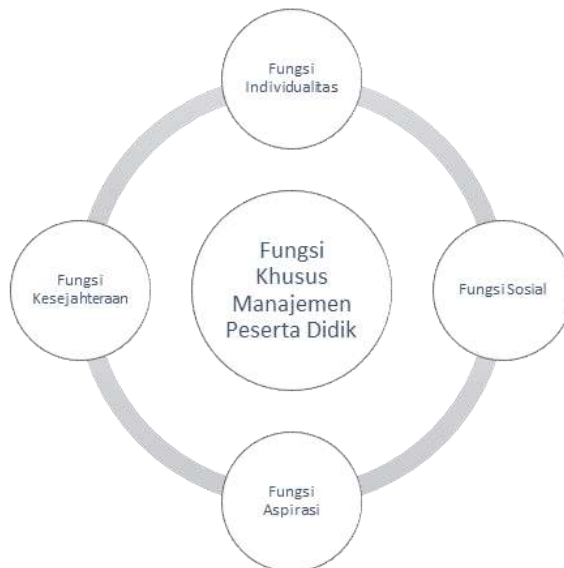 Fungsi
Individualitas
Fungsi
Kesejahteraan
Fungsi
Khusus
Manajemen
Peserta Didik
Fungsi Sosial
Fungsi
Aspirasi